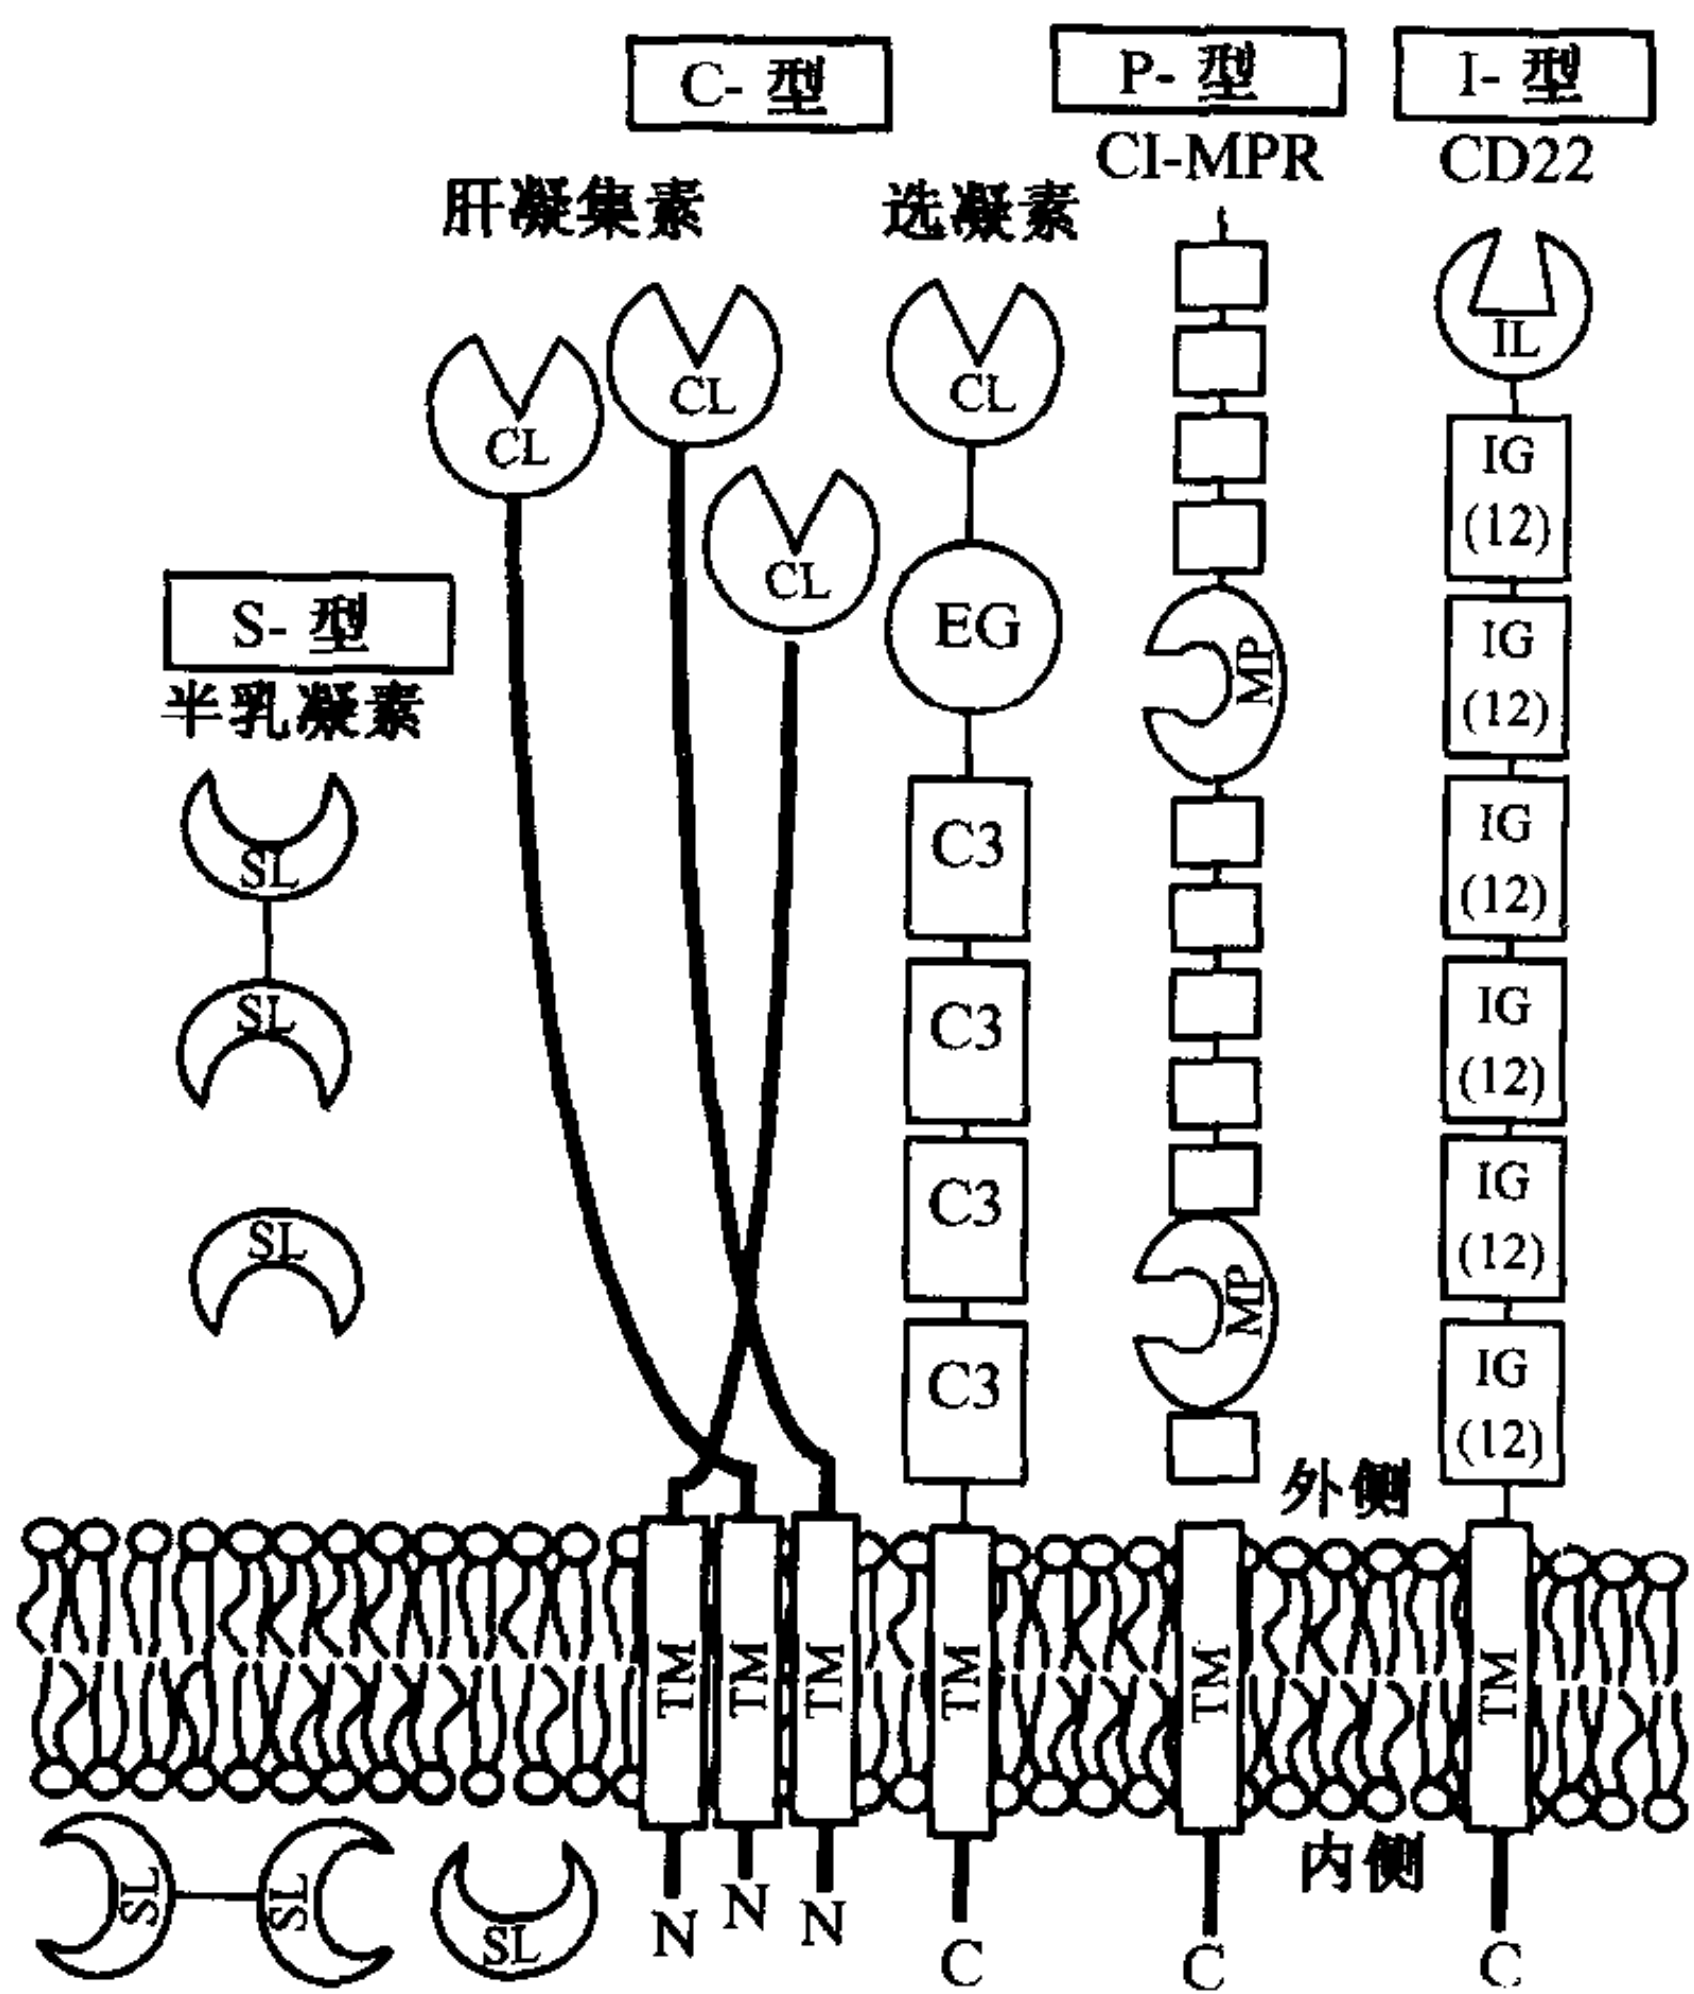 C- 型
P- 型
I- 型
CI-MPR
CD22
肝凝集素
选凝素
CL
CL
CL
CL
IL
S- 型
半乳凝素
EG
SL
SL
SL
C3
C3
C3
C3
MP
MP
IG
(12)
IG
(12)
IG
(12)
IG
(12)
IG
(12)
IG
(12)
外侧
TM
TM
TM
TM
TM
TM
内侧
SL
SL
SL
N
N
N
C
C
C